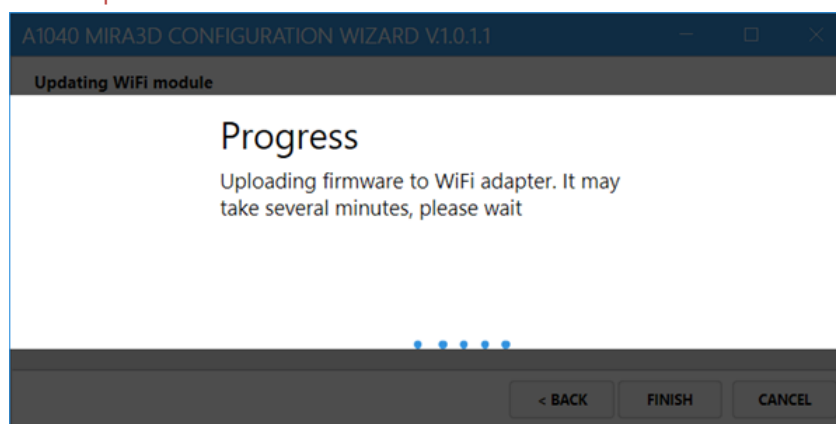 A1040 MIRA3D CONFIGURATION WIZARD V.1.0.1.1
Updating WiFi module
Progress
Uploading firmware to WiFi adapter. It may
take several minutes, please wait
< BACK FINISH CANCEL